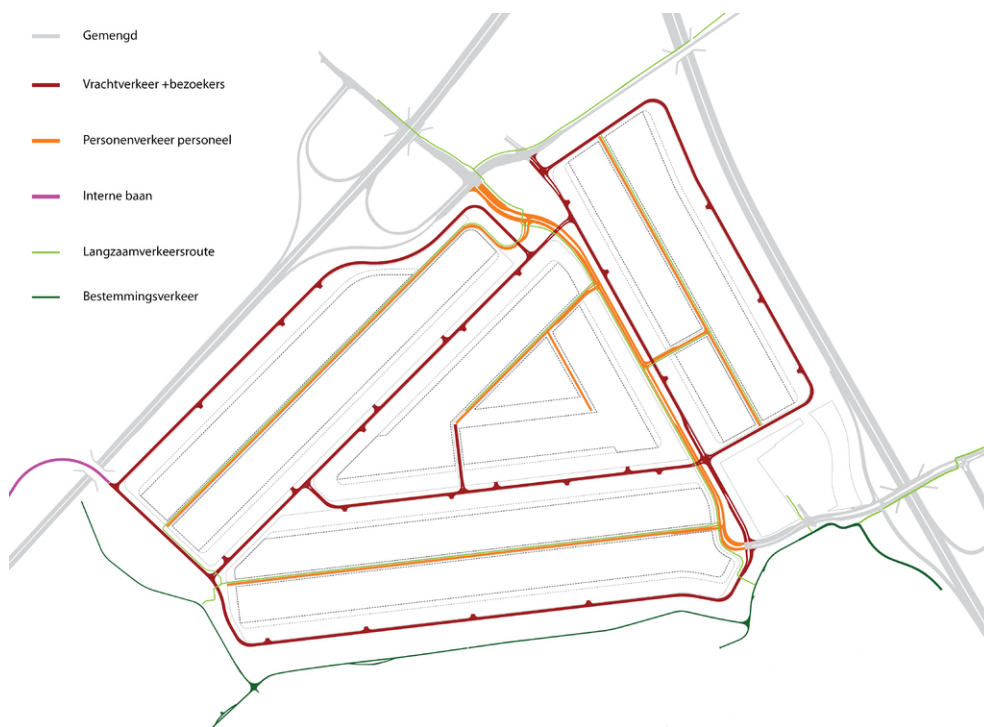 Gemengd
Vrachtverkeer +bezoekers
Personenverkeer personeel
Interne baan
Langzaamverkeersroute
Bestemmingsverkeer